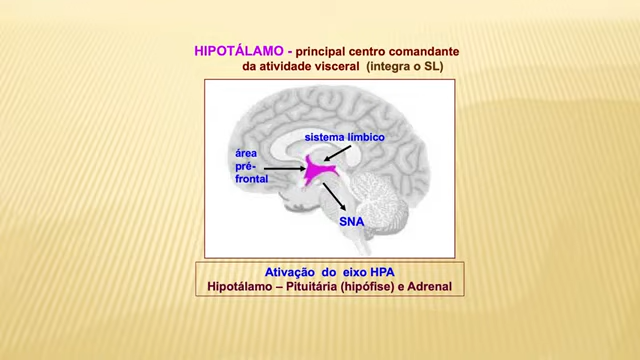 HIPOTÁLAMO - principal centro comandante
da atividade visceral (integra o SL)
sistema límbico
área
pré-
frontal
SNA
Ativação do eixo HPA
Hipotálamo – Pituitária (hipófise) e Adrenal